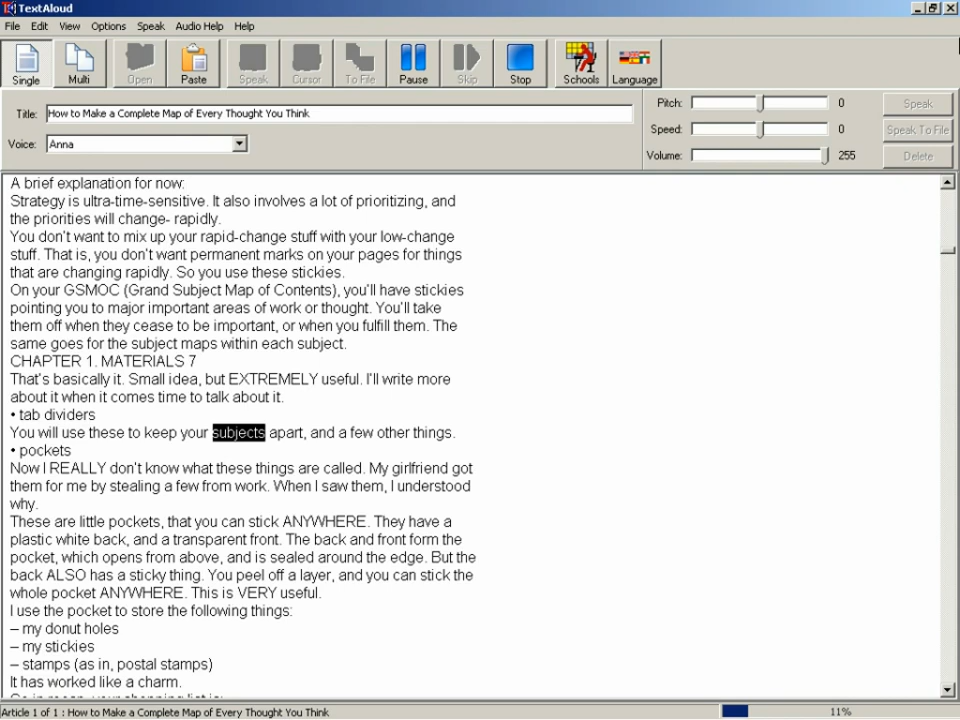 TextAloud
File Edit View Options Speak Audio Help Help
Single Multi Open Paste Speak Cursor To File Pause Skip Stop Schools Language
Title: How to Make a Complete Map of Every Thought You Think
Voice: Anna
Pitch: 0 Speak
Speed: 0 Speak To File
Volume: 255 Delete
A brief explanation for now:
Strategy is ultra-time-sensitive. It also involves a lot of prioritizing, and
the priorities will change- rapidly.
You don't want to mix up your rapid-change stuff with your low-change
stuff. That is, you don't want permanent marks on your pages for things
that are changing rapidly. So you use these stickies.
On your GSMOC (Grand Subject Map of Contents), you'll have stickies
pointing you to major important areas of work or thought. You'll take
them off when they cease to be important, or when you fulfill them. The
same goes for the subject maps within each subject.
CHAPTER 1. MATERIALS 7
That's basically it. Small idea, but EXTREMELY useful. I'll write more
about it when it comes time to talk about it.
• tab dividers
You will use these to keep your subjects apart, and a few other things.
• pockets
Now I REALLY don't know what these things are called. My girlfriend got
them for me by stealing a few from work. When I saw them, I understood
why.
These are little pockets, that you can stick ANYWHERE. They have a
plastic white back, and a transparent front. The back and front form the
pocket, which opens from above, and is sealed around the edge. But the
back ALSO has a sticky thing. You peel off a layer, and you can stick the
whole pocket ANYWHERE. This is VERY useful.
I use the pocket to store the following things:
– my donut holes
– my stickies
– stamps (as in, postal stamps)
It has worked like a charm.
Article 1 of 1 : How to Make a Complete Map of Every Thought You Think 11%